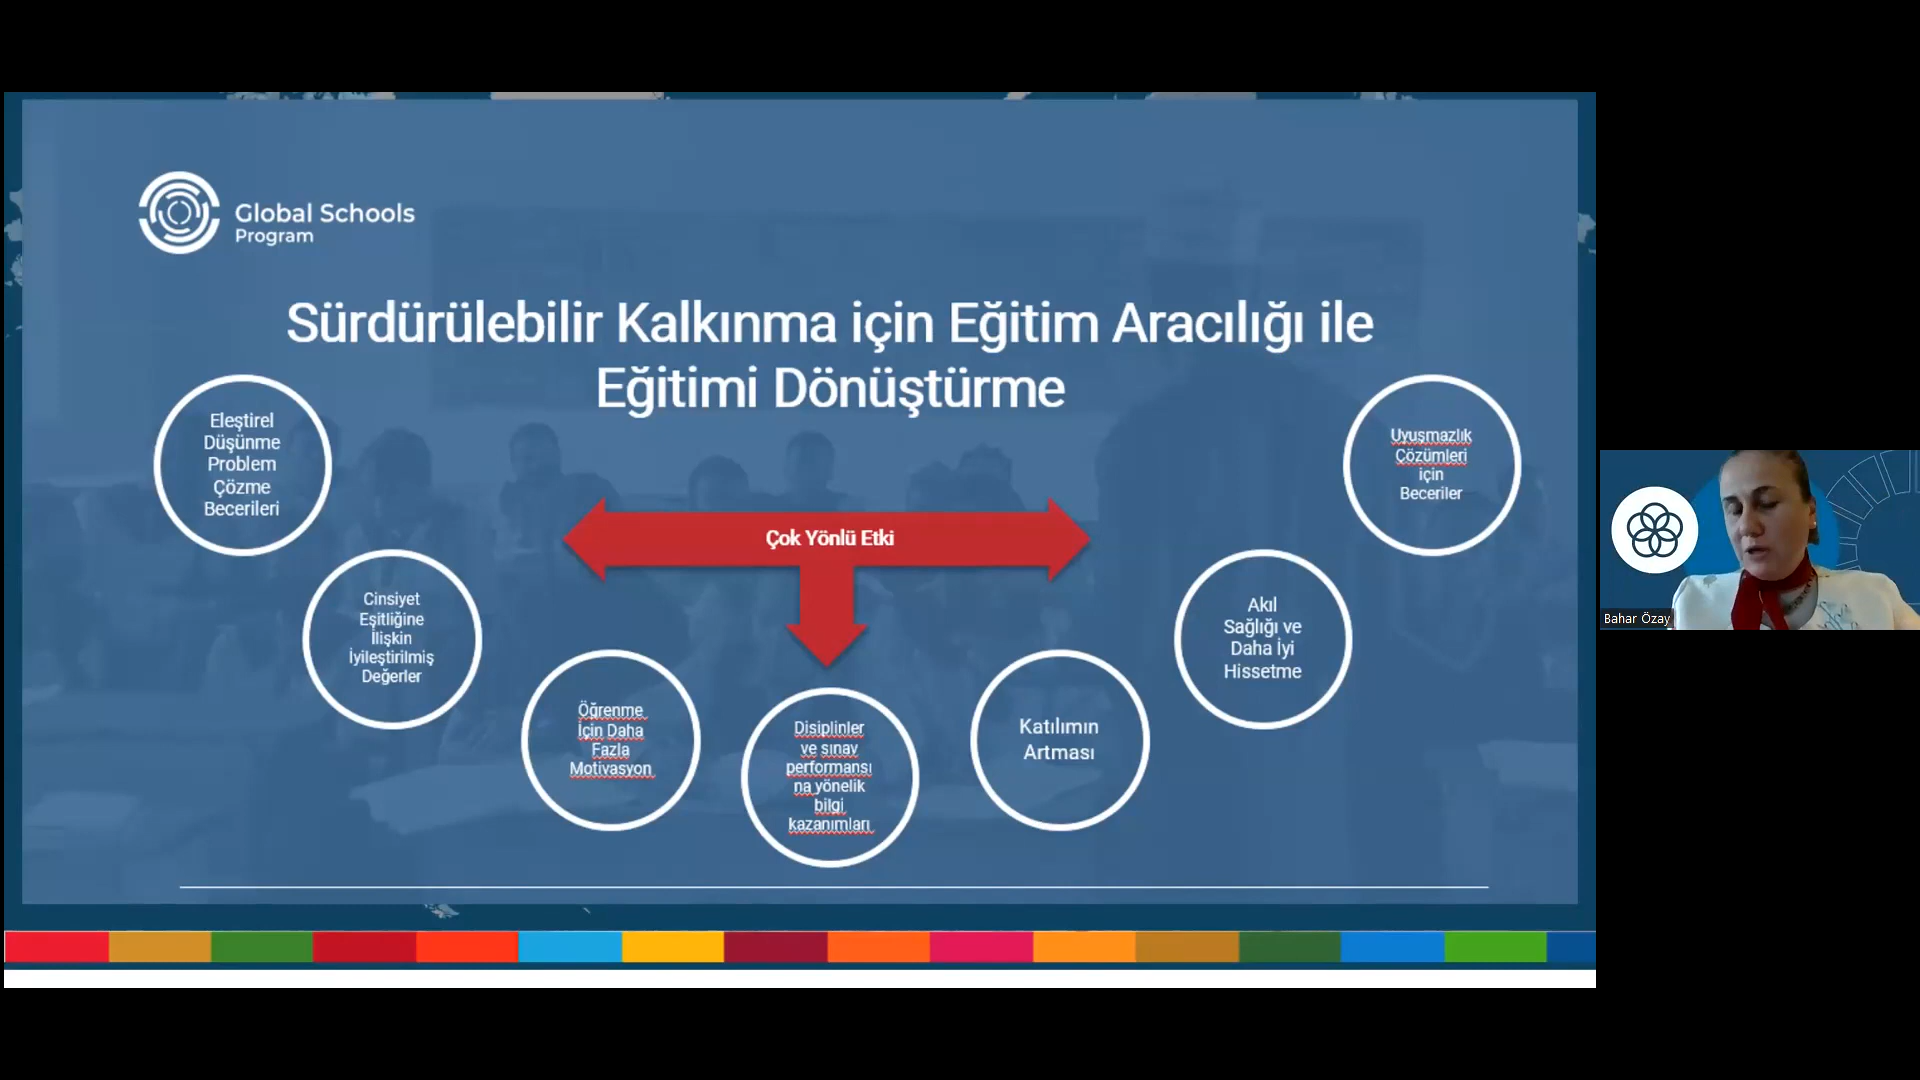 Global Schools
Program
Sürdürülebilir Kalkınma için Eğitim Aracılığı ile
Eğitimi Dönüştürme
Eleştirel
Düşünme
Problem
Çözme
Becerileri
Cinsiyet
Eşitliğine
İlişkin
İyileştirilmiş
Değerler
Öğrenme
İçin Daha
Fazla
Motivasyon
Çok Yönlü Etki
Disiplinler
ve sınav
performansı
na yönelik
bilgi
kazanımları
Katılımın
Artması
Akıl
Sağlığı ve
Daha İyi
Hissetme
Uyuşmazlık
Çözümleri
için
Beceriler
Bahar Özay